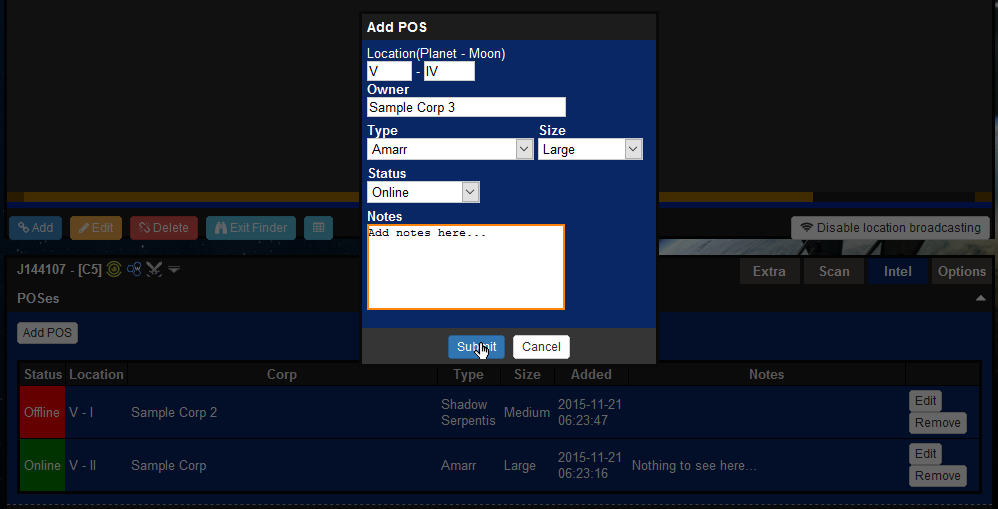 Add POS
Location(Planet - Moon)
V - IV
Owner
Sample Corp 3
Type Size
Amarr Large
Status
Online
Notes
Add notes here...
Submit Cancel
Add Edit Delete Exit Finder Disable location broadcasting
J144107 - [C5] Extra Scan Intel Options
POSes
Add POS
Status Location Corp Type Size Added Notes
Offline V - I Sample Corp 2 Shadow Serpentis Medium 2015-11-21 06:23:47 Edit Remove
Online V - II Sample Corp Amarr Large 2015-11-21 06:23:16 Nothing to see here... Edit Remove